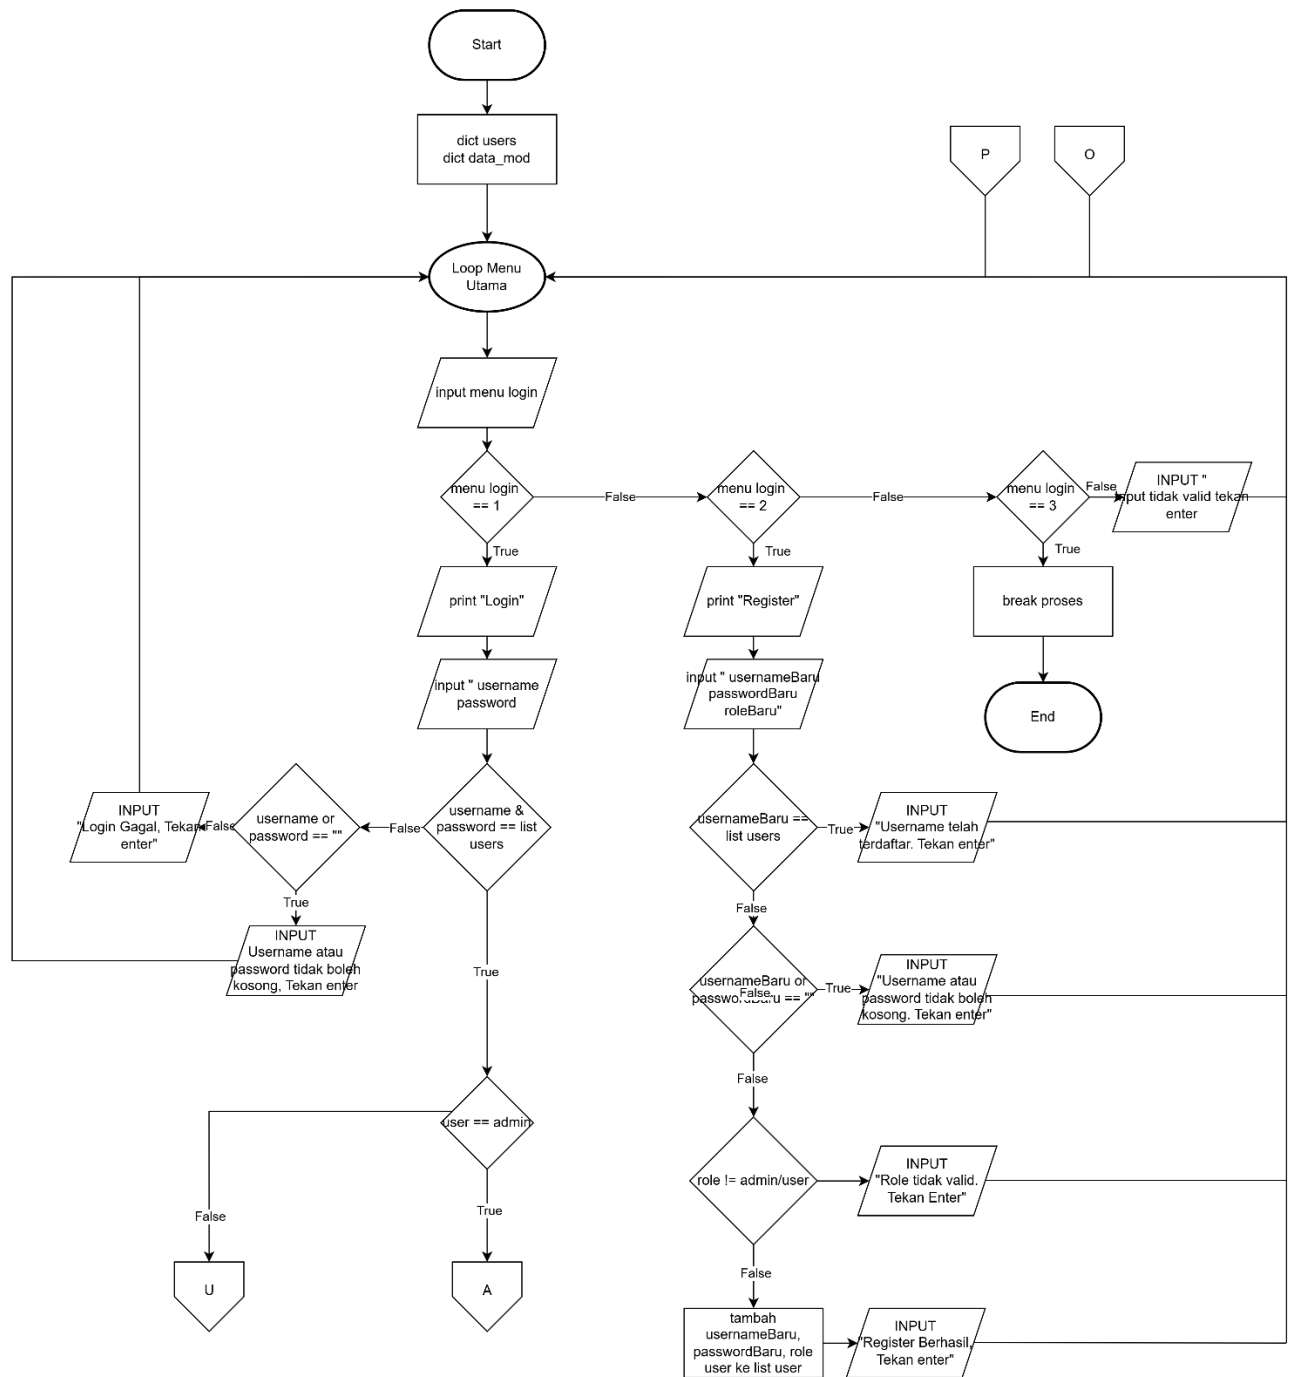 Start
dict users
dict data_mod
P
O
Loop Menu
Utama
input menu login
menu login
== 1
False
menu login
== 2
False
menu login
== 3
False
INPUT "
Input tidak valid tekan
enter
True
True
True
print "Login"
print "Register"
break proses
input " username
password
input " usernameBaru
passwordBaru
roleBaru"
End
INPUT
"Login Gagal, Tekan
enter"
False
username or
password == ""
False
username &
password == list
users
usernameBaru ==
list users
True
INPUT
"Username telah
terdaftar. Tekan enter"
True
False
INPUT
Username atau
password tidak boleh
kosong, Tekan enter
True
usernameBaru or
passwordBaru == ""
False
True
INPUT
"Username atau
password tidak boleh
kosong. Tekan enter"
False
user == admin
role != admin/user
INPUT
"Role tidak valid.
Tekan Enter"
False
True
False
U
A
tambah
usernameBaru,
passwordBaru, role
user ke list user
INPUT
"Register Berhasil,
Tekan enter"